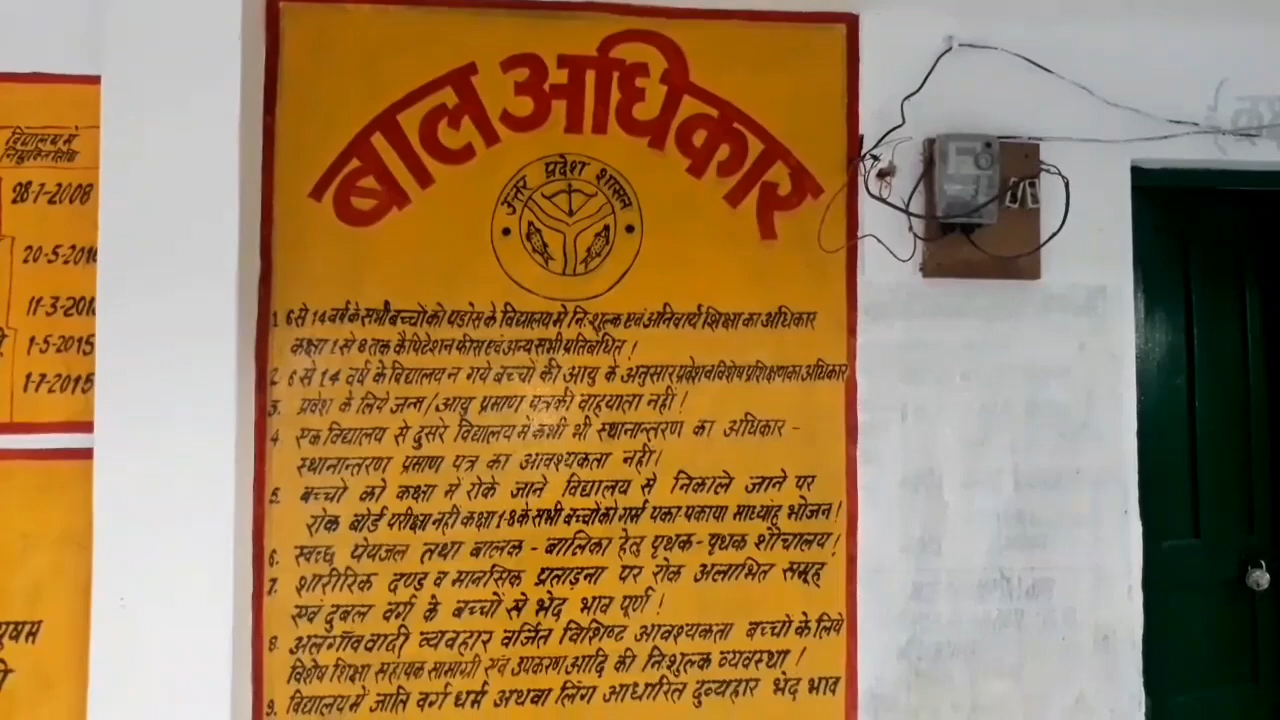 विद्यालय में
नियुक्ति तिथि
28-7-2008
20-5-201
11-3-201
1-5-2015
1-7-2015
बाल अधिकार
उत्तर प्रदेश शासन
1 6 से 14 वर्ष के सभी बच्चों को पडोस के विद्यालय में नि:शुल्क एवं अनिवार्य शिक्षा का अधिकार
कक्षा 1 से 8 तक कैपिटेशन फीस एवं अन्य सभी प्रतिबंधित !
2. 6 से 14 वर्ष के विद्यालय न गये बच्चों की आयु के अनुसार प्रवेश व विशेष प्रशिक्षण का अधिकार
3. प्रवेश के लिये जन्म/आयु प्रमाण पत्र की वाहयाता नहीं !
4 एक विद्यालय से दुसरे विद्यालय में कभी भी स्थानान्तरण का अधिकार -
स्थानान्तरण प्रमाण पत्र का आवश्यकता नही।
5. बच्चों को कक्षा में रोके जाने विद्यालय से निकाले जाने पर
रोक बोर्ड परीक्षा नहीं कक्षा 1-8 के सभी बच्चों को गर्म पका-पकाया माध्यांह भोजन !
6. स्वच्छ पेयजल तथा बालक - बालिका हेतु पृथक-पृथक शौचालय !
7. शारीरिक दण्ड व मानसिक प्रताड़ना पर रोक अलाभित समूह
एवं दुबल वर्ग के बच्चों से भेद भाव पूर्ण !
8. अलगाँववादी व्यवहार वर्जित विशिष्ट आवश्यकता बच्चों के लिये
विशेष शिक्षा सहायक सामाग्री एवं उपकरण आदि की नि:शुल्क व्यवस्था !
9. विद्यालय में जाति वर्ग धर्म अथवा लिंग आधारित दुव्यहार भेद भाव